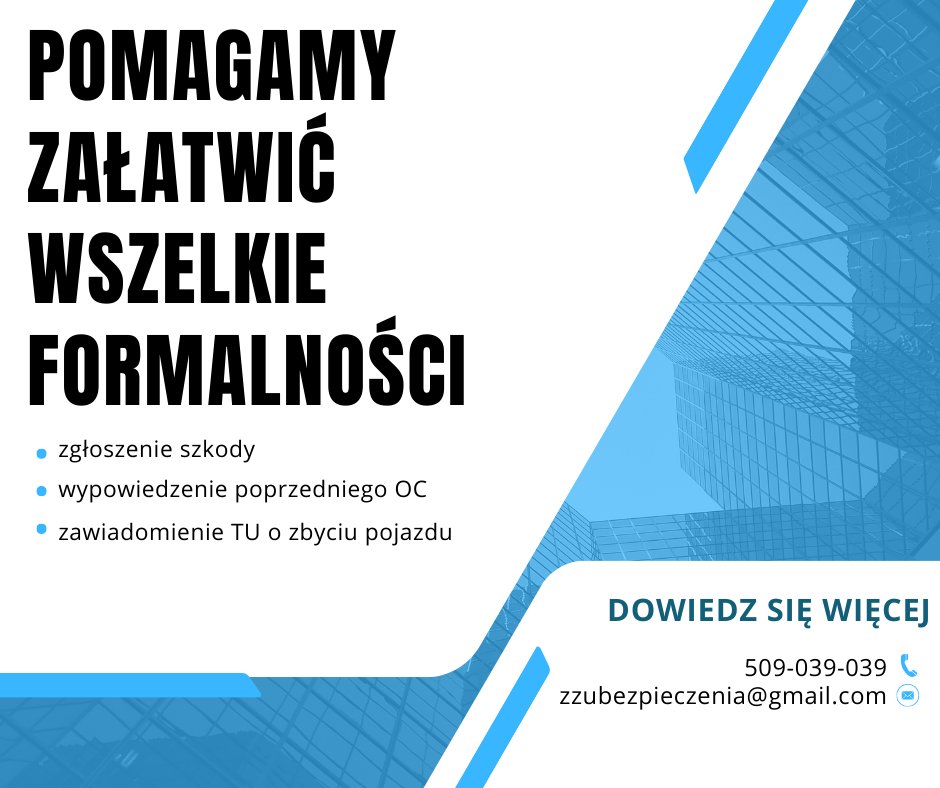 POMAGAMY
ZAŁATWIĆ
WSZELKIE
FORMALNOŚCI
zgłoszenie szkody
wypowiedzenie poprzedniego OC
zawiadomienie TU o zbyciu pojazdu
DOWIEDZ SIĘ WIĘCEJ
509-039-039
zzubezpieczenia@gmail.com